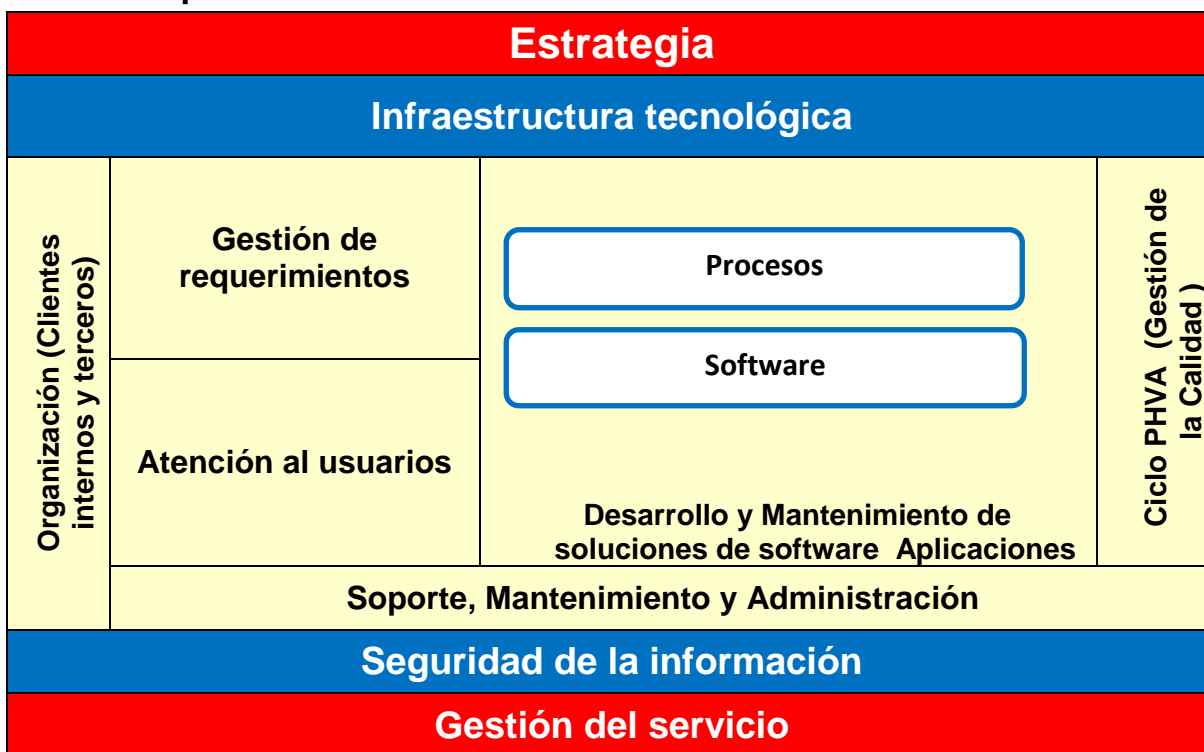 Estrategia
Infraestructura tecnológica
Organización (Clientes
internos y terceros)
Gestión de
requerimientos
Atención al usuarios
Procesos
Software
Desarrollo y Mantenimiento de
soluciones de software Aplicaciones
Ciclo PHVA (Gestión de
la Calidad )
Soporte, Mantenimiento y Administración
Seguridad de la información
Gestión del servicio